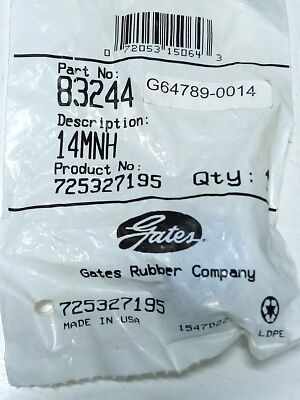 0 72053 15064 3
Part No:
83244 G64789-0014
Description:
14MNH
Product No:
725327195 Qty: 1
Gates
Gates Rubber Company
725327195
MADE IN USA
LDPE